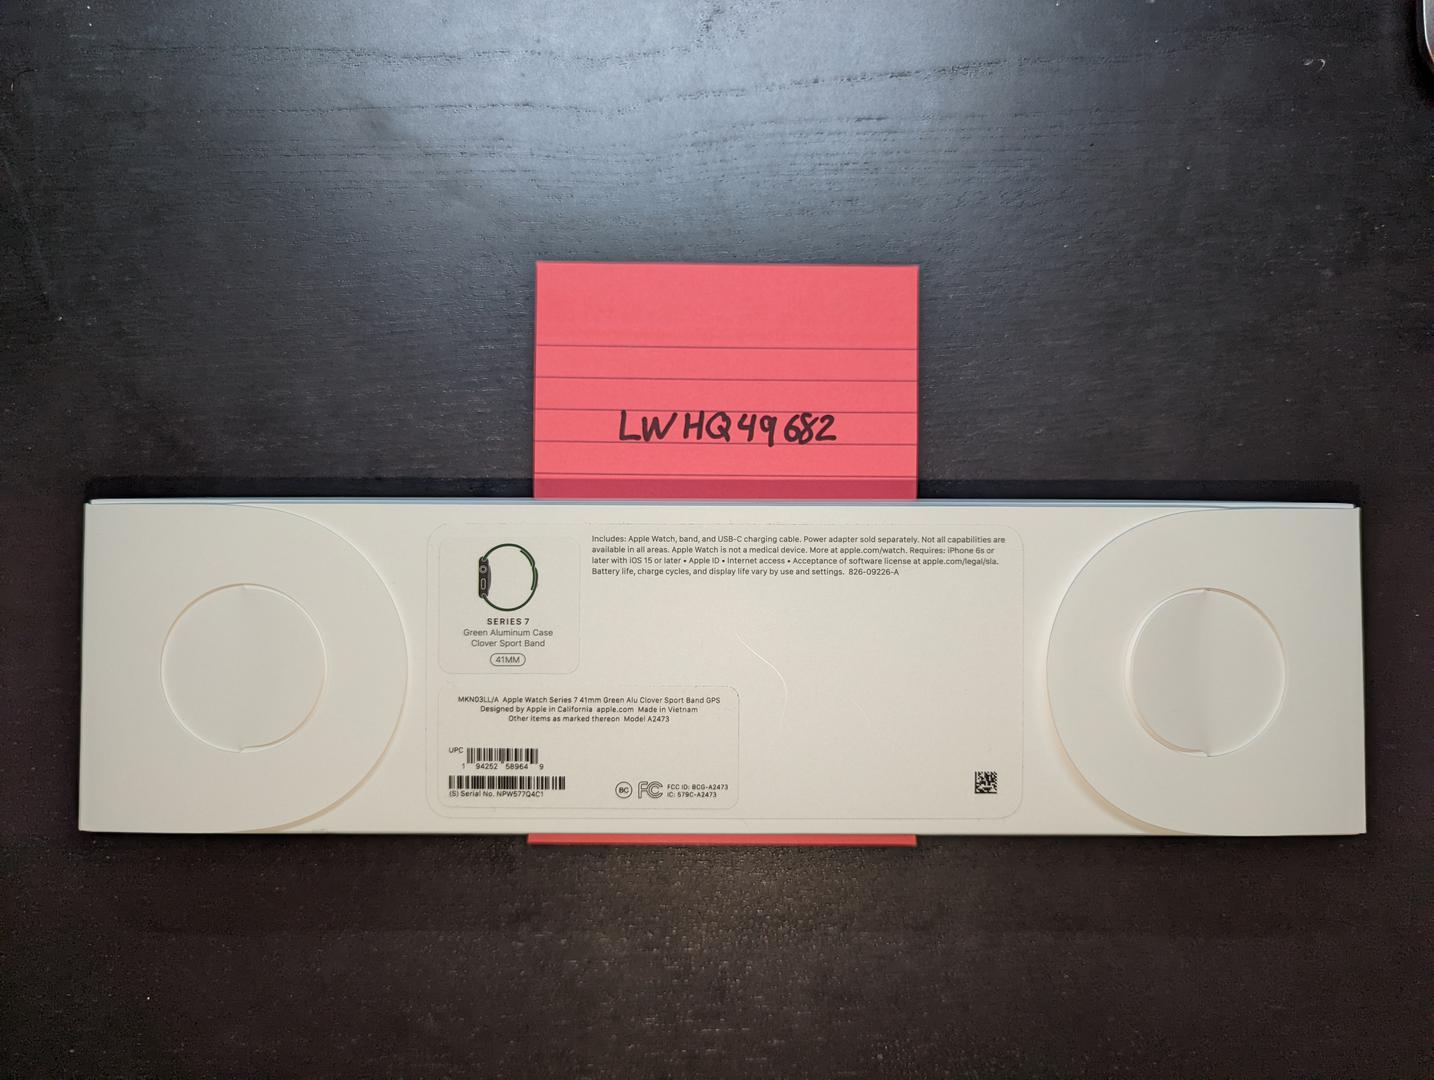 LWHQ49682
Includes: Apple Watch, band, and USB-C charging cable. Power adapter sold separately. Not all capabilities are
available in all areas. Apple Watch is not a medical device. More at apple.com/watch. Requires: iPhone 6s or
later with iOS 15 or later • Apple ID • Internet access • Acceptance of software license at apple.com/legal/sla.
Battery life, charge cycles, and display life vary by use and settings. 826-09226-A
SERIES 7
Green Aluminum Case
Clover Sport Band
41MM
MKN03LL/A Apple Watch Series 7 41mm Green Alu Clover Sport Band GPS
Designed by Apple in California apple.com Made in Vietnam
Other items as marked thereon Model A2473
UPC
1 94252 58964 9
(S) Serial No. NPW577Q4C1
BC FC FCC ID: BCG-A2473
IC: 579C-A2473